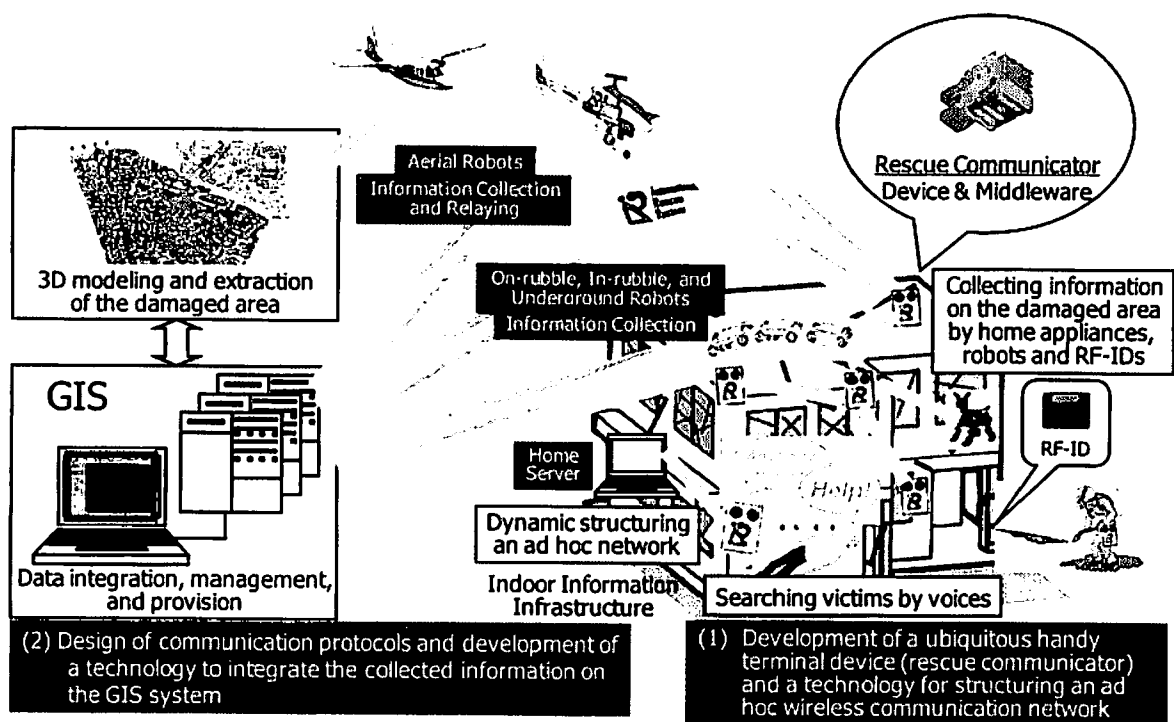 Aerial Robots
Information Collection
and Relaying
Rescue Communicator
Device & Middleware
3D modeling and extraction
of the damaged area
On-rubble, In-rubble, and
Underground Robots
Information Collection
Collecting information
on the damaged area
by home appliances,
robots and RF-IDs
GIS
RF-ID
Home
Server
Help!
R
R
R
R
R
Dynamic structuring
an ad hoc network
Data integration, management,
and provision
Indoor Information
Infrastructure
Searching victims by voices
(2) Design of communication protocols and development of
a technology to integrate the collected information on
the GIS system
(1) Development of a ubiquitous handy
terminal device (rescue communicator)
and a technology for structuring an ad
hoc wireless communication network